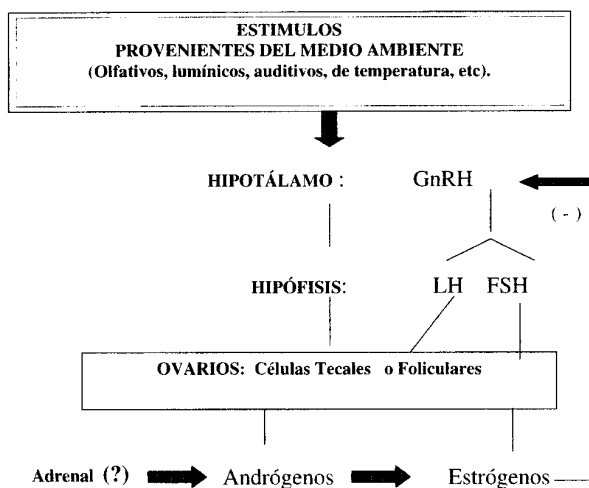 ESTIMULOS
PROVENIENTES DEL MEDIO AMBIENTE
(Olfativos, lumínicos, auditivos, de temperatura, etc).
HIPOTÁLAMO : GnRH
( - )
HIPÓFISIS: LH FSH
OVARIOS: Células Tecales o Foliculares
Adrenal (?) Andrógenos Estrógenos